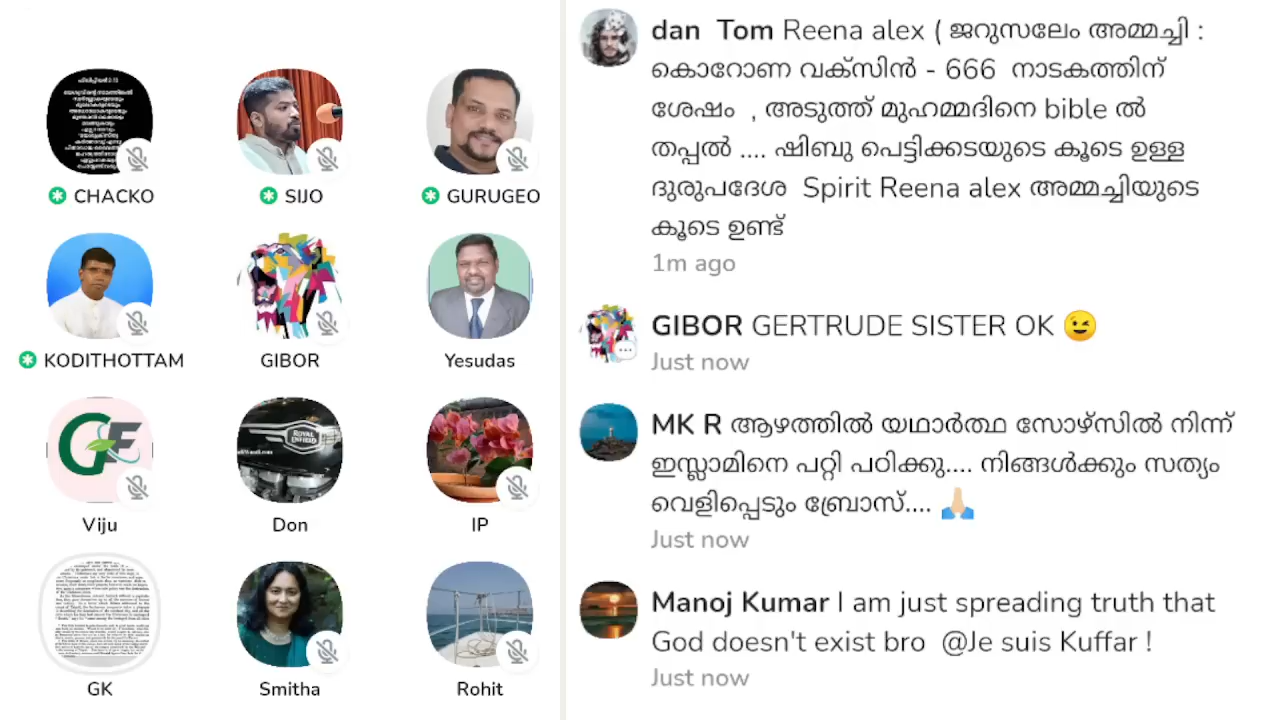 CHACKO
SIJO
GURUGEO
KODITHOTTAM
GIBOR
Yesudas
GF
Viju
ROYAL
ENFIELD
Don
IP
GK
Smitha
Rohit
dan Tom Reena alex ( ജറുസലേം അമ്മച്ചി :
കൊറോണ വക്സിൻ - 666 നാടകത്തിന്
ശേഷം , അടുത്ത് മുഹമ്മദിനെ bible ൽ
തപ്പൽ .... ഷിബു പെട്ടിക്കടയുടെ കൂടെ ഉള്ള
ദുരുപദേശ Spirit Reena alex അമ്മച്ചിയുടെ
കൂടെ ഉണ്ട്
1m ago
GIBOR GERTRUDE SISTER OK 😉
Just now
MK R ആഴത്തിൽ യഥാർത്ഥ സോഴ്സിൽ നിന്ന്
ഇസ്ലാമിനെ പറ്റി പഠിക്കൂ.... നിങ്ങൾക്കും സത്യം
വെളിപ്പെടും ബ്രോസ്.... 🙏🏼
Just now
Manoj Kumar I am just spreading truth that
God doesn't exist bro @Je suis Kuffar !
Just now